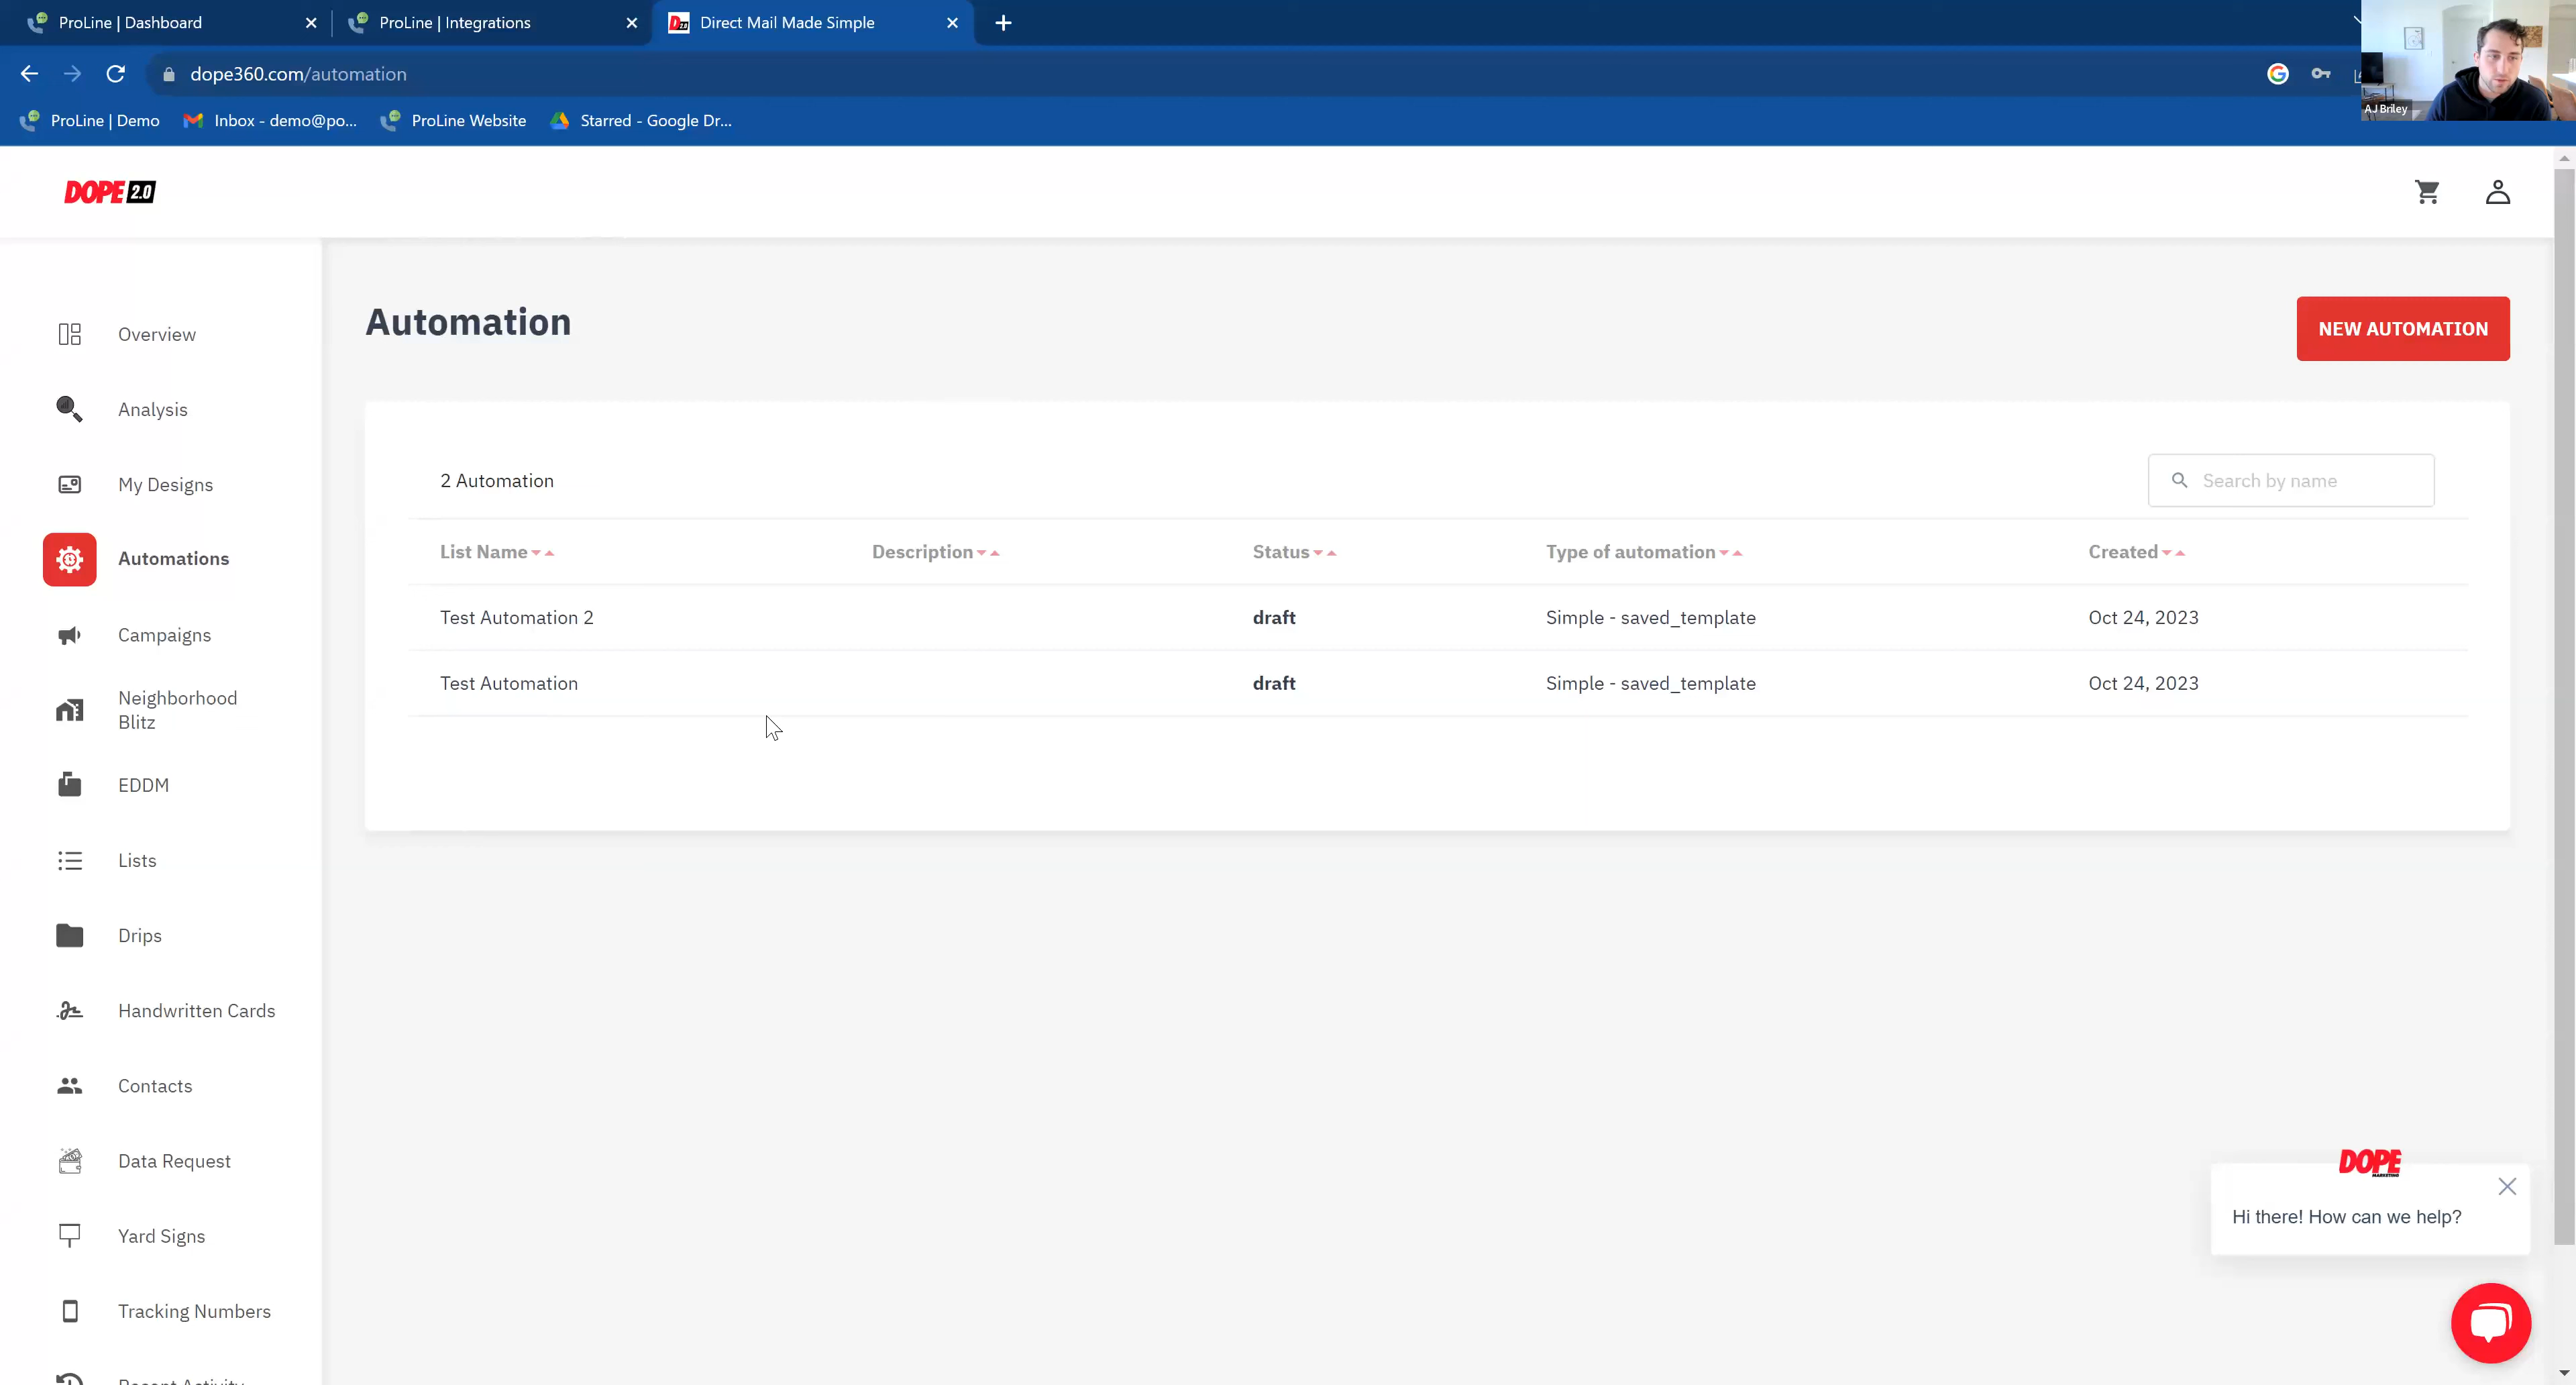 ProLine | Dashboard
ProLine | Integrations
Direct Mail Made Simple
dope360.com/automation
AJ Briley
ProLine | Demo
Inbox - demo@po...
ProLine Website
Starred - Google Dr...
DOPE 2.0
Overview
Analysis
My Designs
Automations
Campaigns
Neighborhood
Blitz
EDDM
Lists
Drips
Handwritten Cards
Contacts
Data Request
Yard Signs
Tracking Numbers
Recent Activity
Automation
NEW AUTOMATION
2 Automation
Search by name
List Name
Description
Status
Type of automation
Created
Test Automation 2
draft
Simple - saved_template
Oct 24, 2023
Test Automation
draft
Simple - saved_template
Oct 24, 2023
DOPE
MARKETING
Hi there! How can we help?